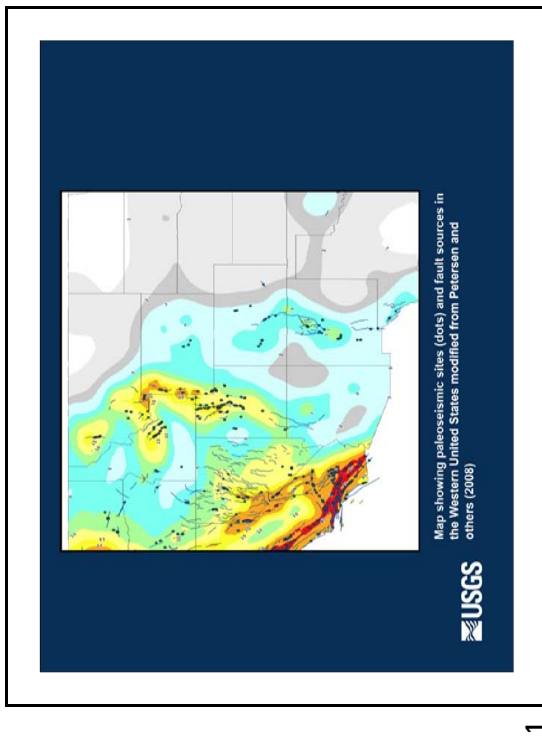 Map showing paleoseismic sites (dots) and fault sources in
the Western United States modified from Petersen and
others (2008)
USGS
1